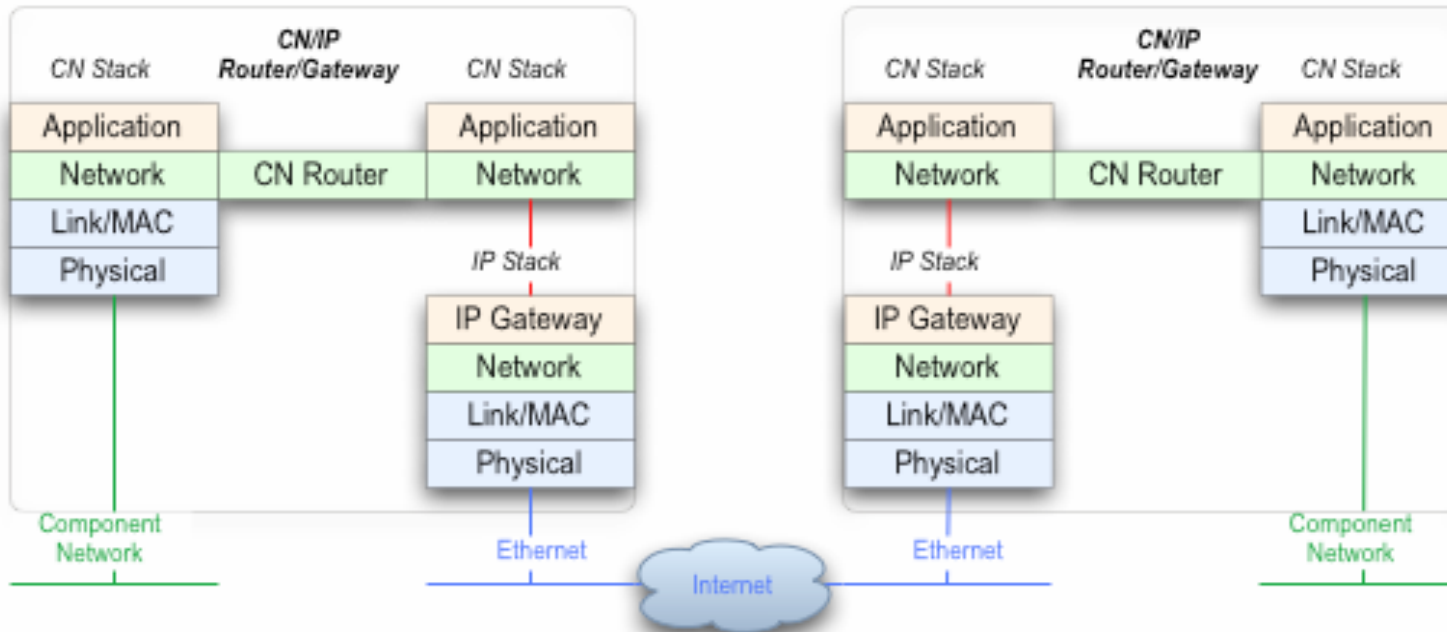 CN/IP
Router/Gateway
CN Stack
CN Stack
Application
Application
Network
CN Router
Network
Link/MAC
Physical
IP Stack
IP Gateway
Network
Link/MAC
Physical
Component
Network
Ethernet
Internet
CN/IP
Router/Gateway
CN Stack
CN Stack
Application
Application
Network
CN Router
Network
Link/MAC
Physical
IP Stack
IP Gateway
Network
Link/MAC
Physical
Ethernet
Component
Network